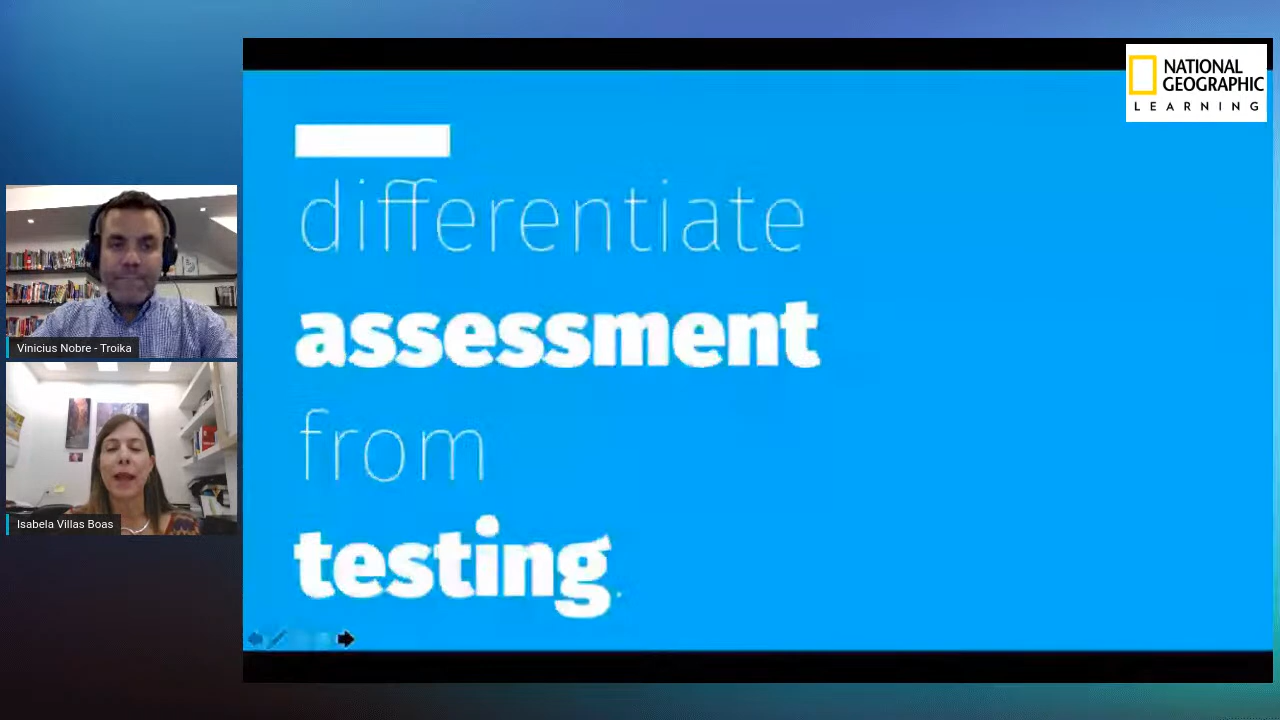 NATIONAL
GEOGRAPHIC
LEARNING
differentiate
assessment
from
testing.
Vinicius Nobre - Troika
Isabela Villas Boas